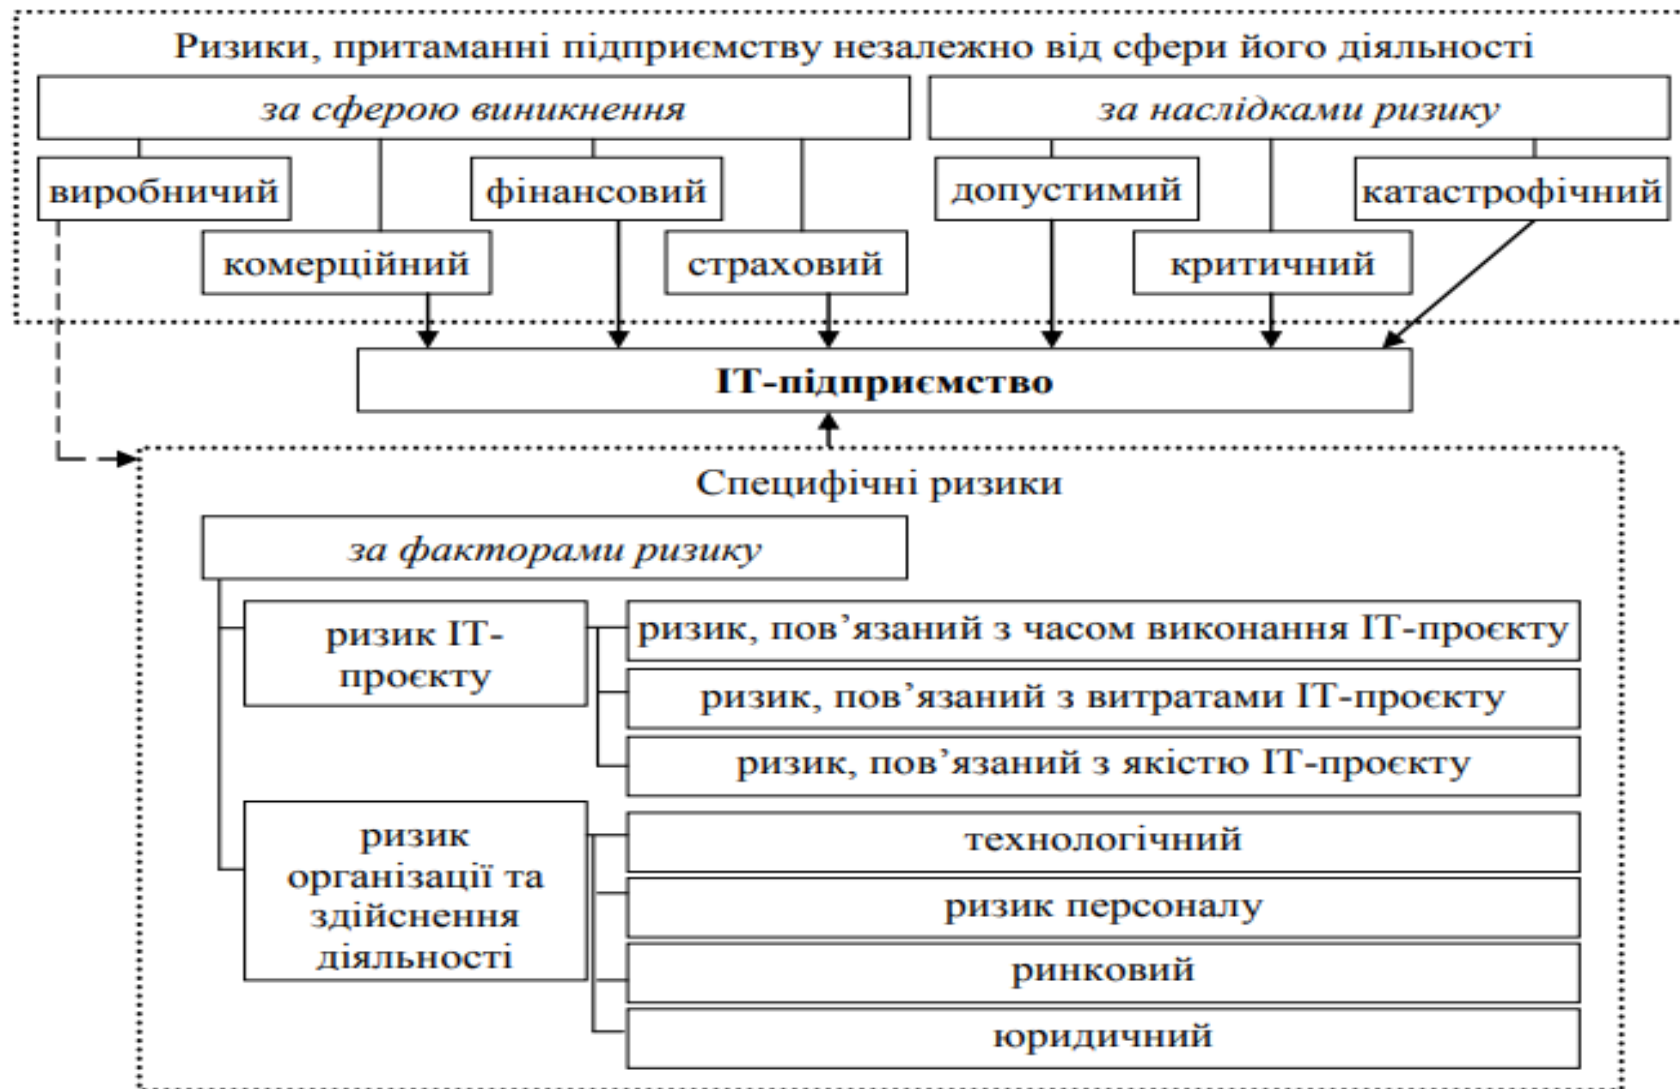 Ризики, притаманні підприємству незалежно від сфери його діяльності
за сферою виникнення
за наслідками ризику
виробничий
фінансовий
допустимий
катастрофічний
комерційний
страховий
критичний
ІТ-підприємство
Специфічні ризики
за факторами ризику
ризик ІТ-
проєкту
ризик, пов’язаний з часом виконання ІТ-проєкту
ризик, пов’язаний з витратами ІТ-проєкту
ризик, пов’язаний з якістю ІТ-проєкту
ризик
організації та
здійснення
діяльності
технологічний
ризик персоналу
ринковий
юридичний